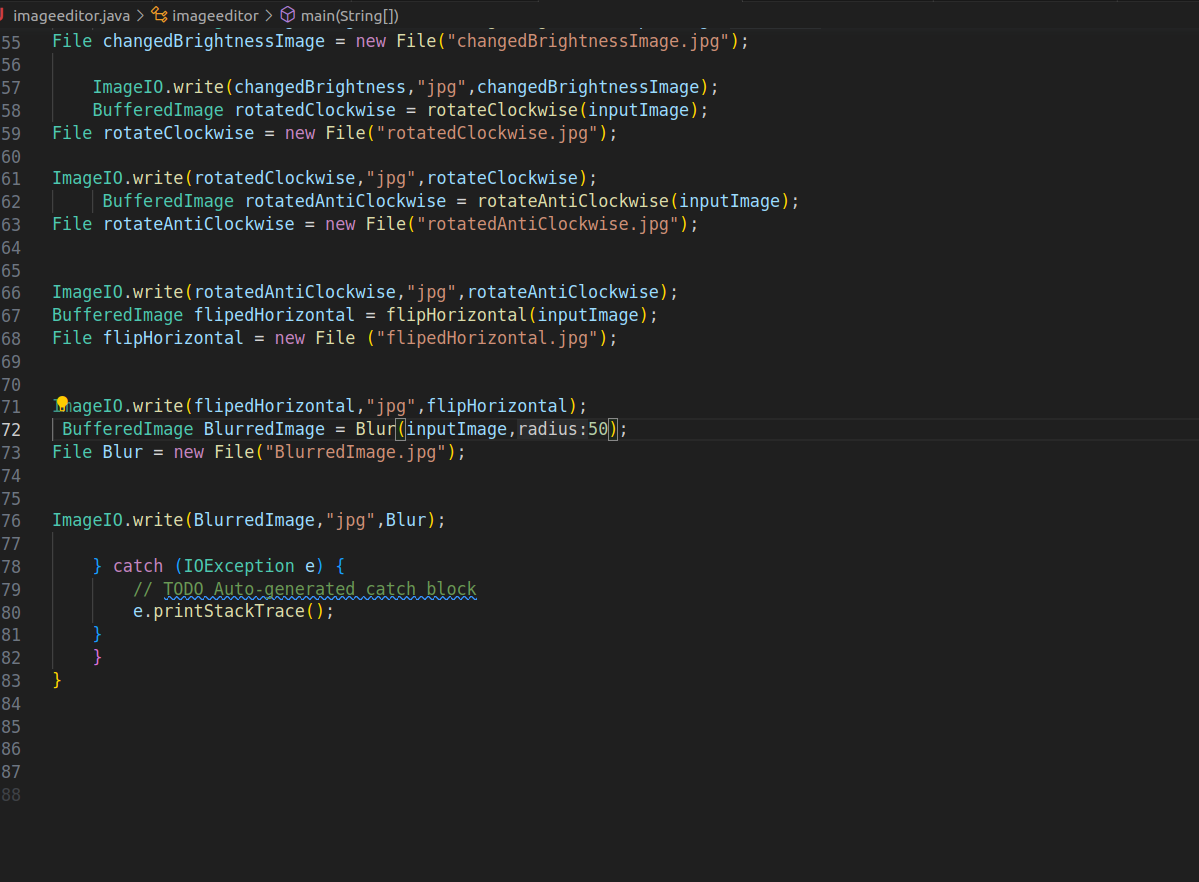 imageeditor.java > imageeditor > main(String[])
55 File changedBrightnessImage = new File("changedBrightnessImage.jpg");
56
57 ImageIO.write(changedBrightness,"jpg",changedBrightnessImage);
58 BufferedImage rotatedClockwise = rotateClockwise(inputImage);
59 File rotateClockwise = new File("rotatedClockwise.jpg");
60
61 ImageIO.write(rotatedClockwise,"jpg",rotateClockwise);
62 BufferedImage rotatedAntiClockwise = rotateAntiClockwise(inputImage);
63 File rotateAntiClockwise = new File("rotatedAntiClockwise.jpg");
64
65
66 ImageIO.write(rotatedAntiClockwise,"jpg",rotateAntiClockwise);
67 BufferedImage flipedHorizontal = flipHorizontal(inputImage);
68 File flipHorizontal = new File ("flipedHorizontal.jpg");
69
70
71 ImageIO.write(flipedHorizontal,"jpg",flipHorizontal);
72 BufferedImage BlurredImage = Blur(inputImage,radius:50);
73 File Blur = new File("BlurredImage.jpg");
74
75
76 ImageIO.write(BlurredImage,"jpg",Blur);
77
78 } catch (IOException e) {
79 // TODO Auto-generated catch block
80 e.printStackTrace();
81 }
82 }
83 }
84
85
86
87
88